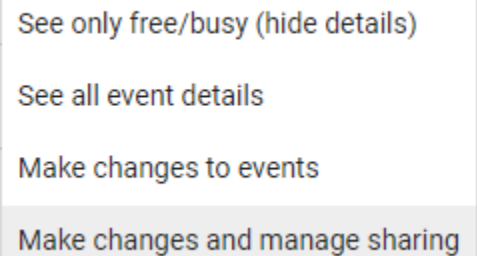 See only free/busy (hide details)
See all event details
Make changes to events
Make changes and manage sharing